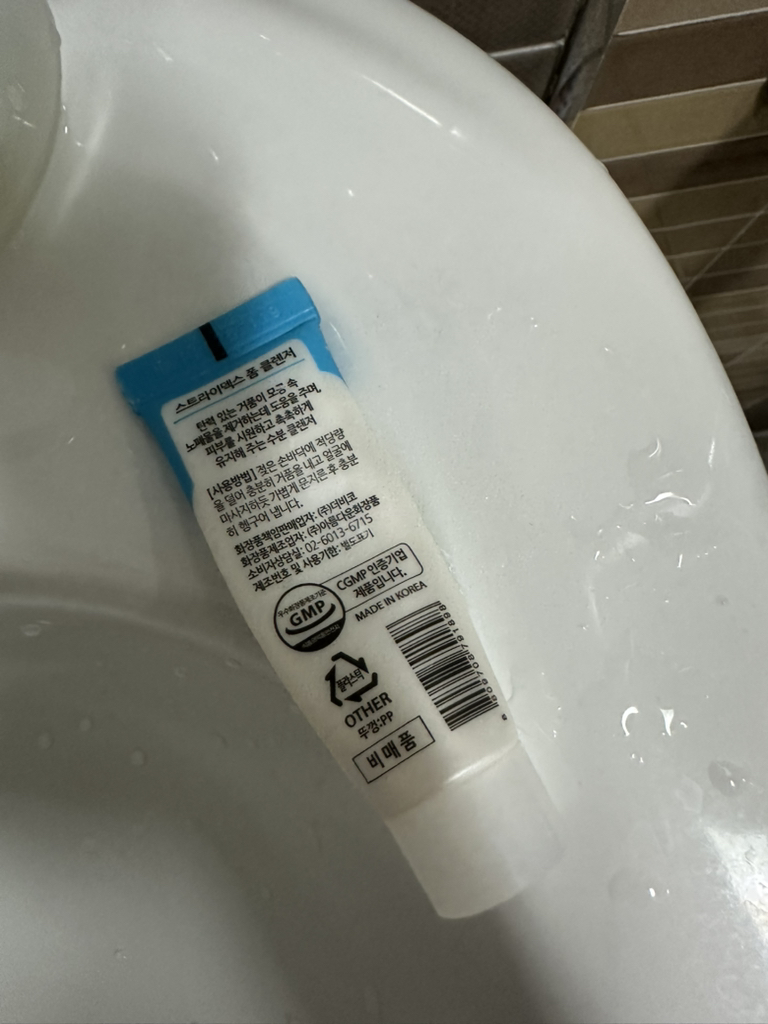 스트라이덱스 폼 클렌저
탄력 있는 거품이 모공 속
노폐물을 제거하는데 도움을 주며,
피부를 시원하고 촉촉하게
유지해 주는 수분 클렌저
[사용방법] 젖은 손바닥에 적당량
을 덜어 충분히 거품을 내고 얼굴에
마사지하듯 가볍게 문지른 후 충분
히 헹구어 냅니다.
화장품책임판매업자: (주)더비코
화장품제조업자: (주)아름다운화장품
소비자상담실: 02-6013-6715
제조번호 및 사용기한: 별도표기
우수화장품제조기준
GMP
CGMP 인증기업
제품입니다.
MADE IN KOREA
플라스틱
OTHER
뚜껑:PP
비매품